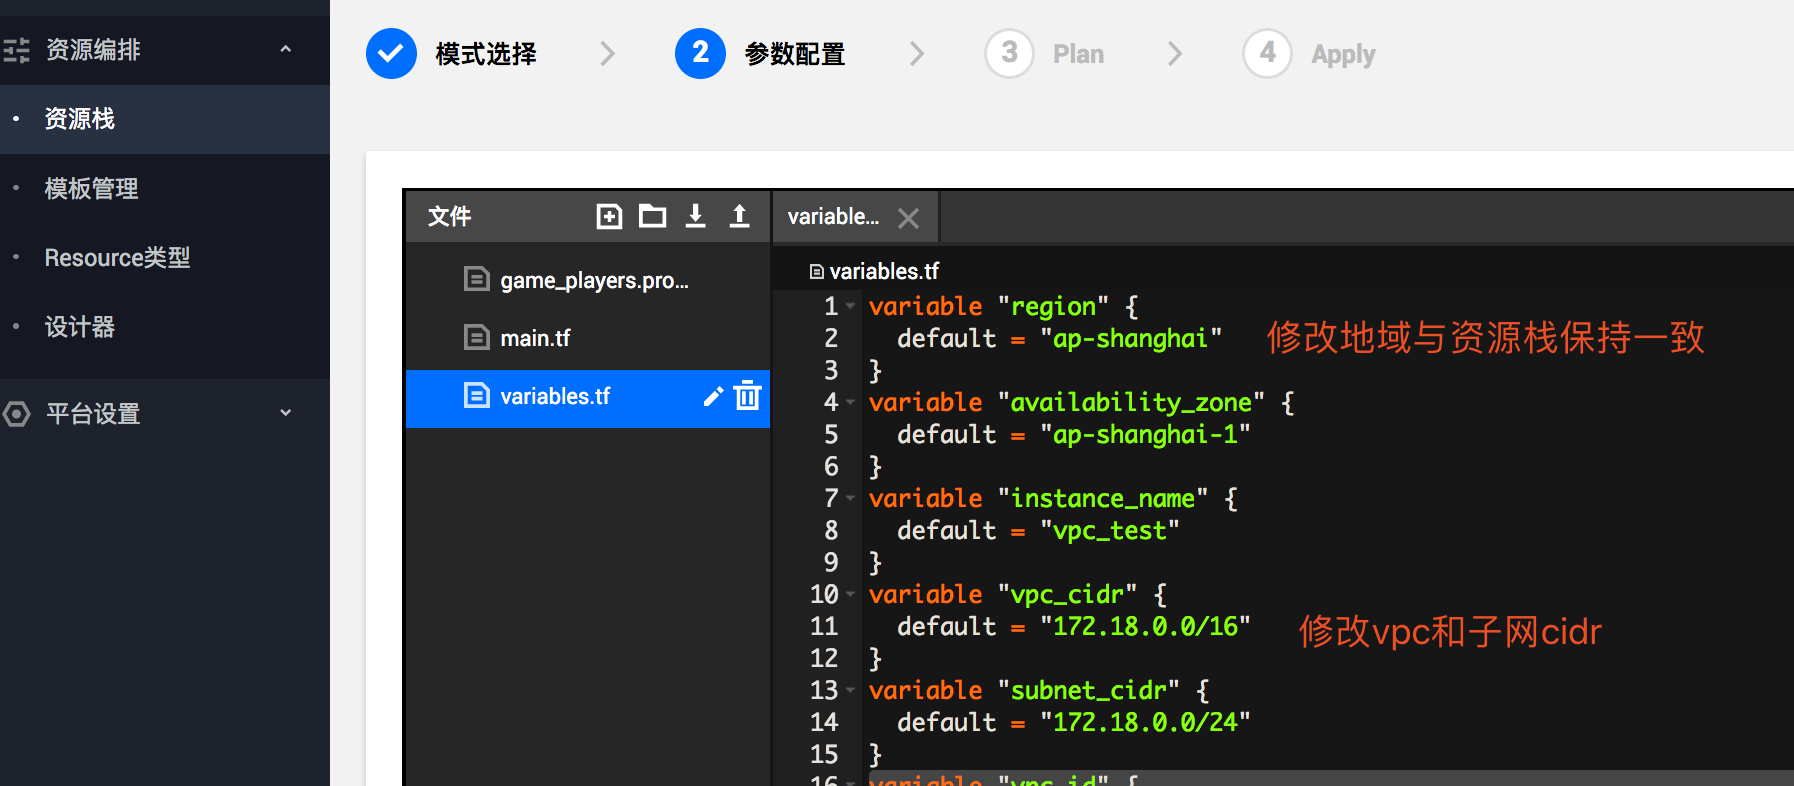 资源编排
资源栈
模板管理
Resource类型
设计器
平台设置
模式选择
2 参数配置
3 Plan
4 Apply
文件
game_players.pro...
main.tf
variables.tf
variable...
variables.tf
1 variable "region" {
2 default = "ap-shanghai" 修改地域与资源栈保持一致
3 }
4 variable "availability_zone" {
5 default = "ap-shanghai-1"
6 }
7 variable "instance_name" {
8 default = "vpc_test"
9 }
10 variable "vpc_cidr" {
11 default = "172.18.0.0/16" 修改vpc和子网cidr
12 }
13 variable "subnet_cidr" {
14 default = "172.18.0.0/24"
15 }
16 variable "vpc_id" {